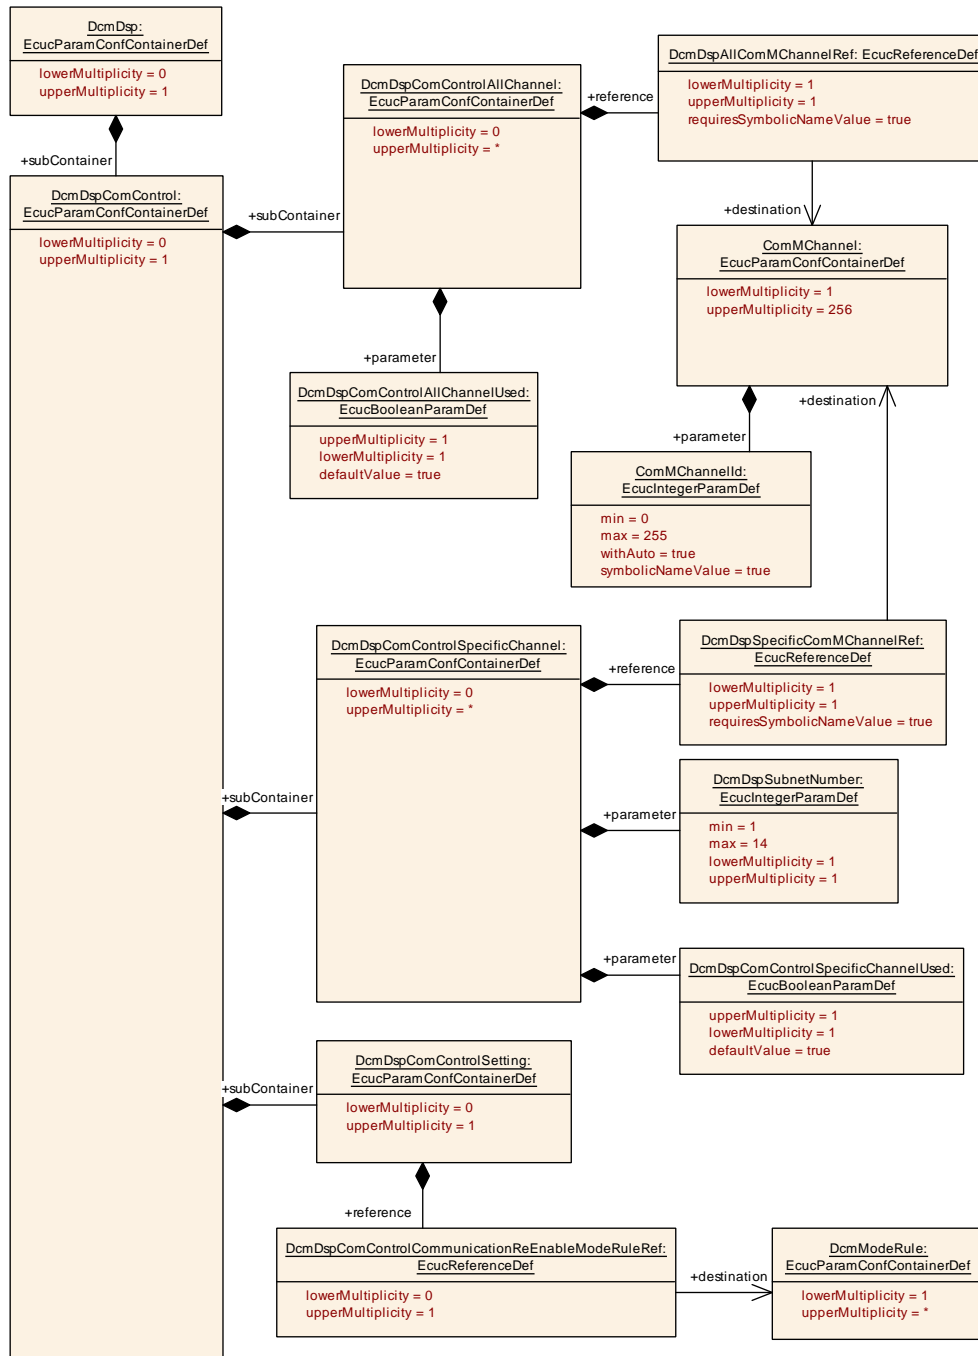 DcmDsp:
EcucParamConfContainerDef
lowerMultiplicity = 0
upperMultiplicity = 1
+subContainer
DcmDspComControl:
EcucParamConfContainerDef
lowerMultiplicity = 0
upperMultiplicity = 1
+subContainer
DcmDspComControlAllChannel:
EcucParamConfContainerDef
lowerMultiplicity = 0
upperMultiplicity = *
+reference
DcmDspAllComMChannelRef: EcucReferenceDef
lowerMultiplicity = 1
upperMultiplicity = 1
requiresSymbolicNameValue = true
+destination
ComMChannel:
EcucParamConfContainerDef
lowerMultiplicity = 1
upperMultiplicity = 256
+parameter
DcmDspComControlAllChannelUsed:
EcucBooleanParamDef
upperMultiplicity = 1
lowerMultiplicity = 1
defaultValue = true
+destination
+parameter
ComMChannelId:
EcucIntegerParamDef
min = 0
max = 255
withAuto = true
symbolicNameValue = true
DcmDspComControlSpecificChannel:
EcucParamConfContainerDef
lowerMultiplicity = 0
upperMultiplicity = *
+reference
DcmDspSpecificComMChannelRef:
EcucReferenceDef
lowerMultiplicity = 1
upperMultiplicity = 1
requiresSymbolicNameValue = true
+subContainer
+parameter
DcmDspSubnetNumber:
EcucIntegerParamDef
min = 1
max = 14
lowerMultiplicity = 1
upperMultiplicity = 1
+parameter
DcmDspComControlSpecificChannelUsed:
EcucBooleanParamDef
upperMultiplicity = 1
lowerMultiplicity = 1
defaultValue = true
+subContainer
DcmDspComControlSetting:
EcucParamConfContainerDef
lowerMultiplicity = 0
upperMultiplicity = 1
+reference
DcmDspComControlCommunicationReEnableModeRuleRef:
EcucReferenceDef
lowerMultiplicity = 0
upperMultiplicity = 1
+destination
DcmModeRule:
EcucParamConfContainerDef
lowerMultiplicity = 1
upperMultiplicity = *